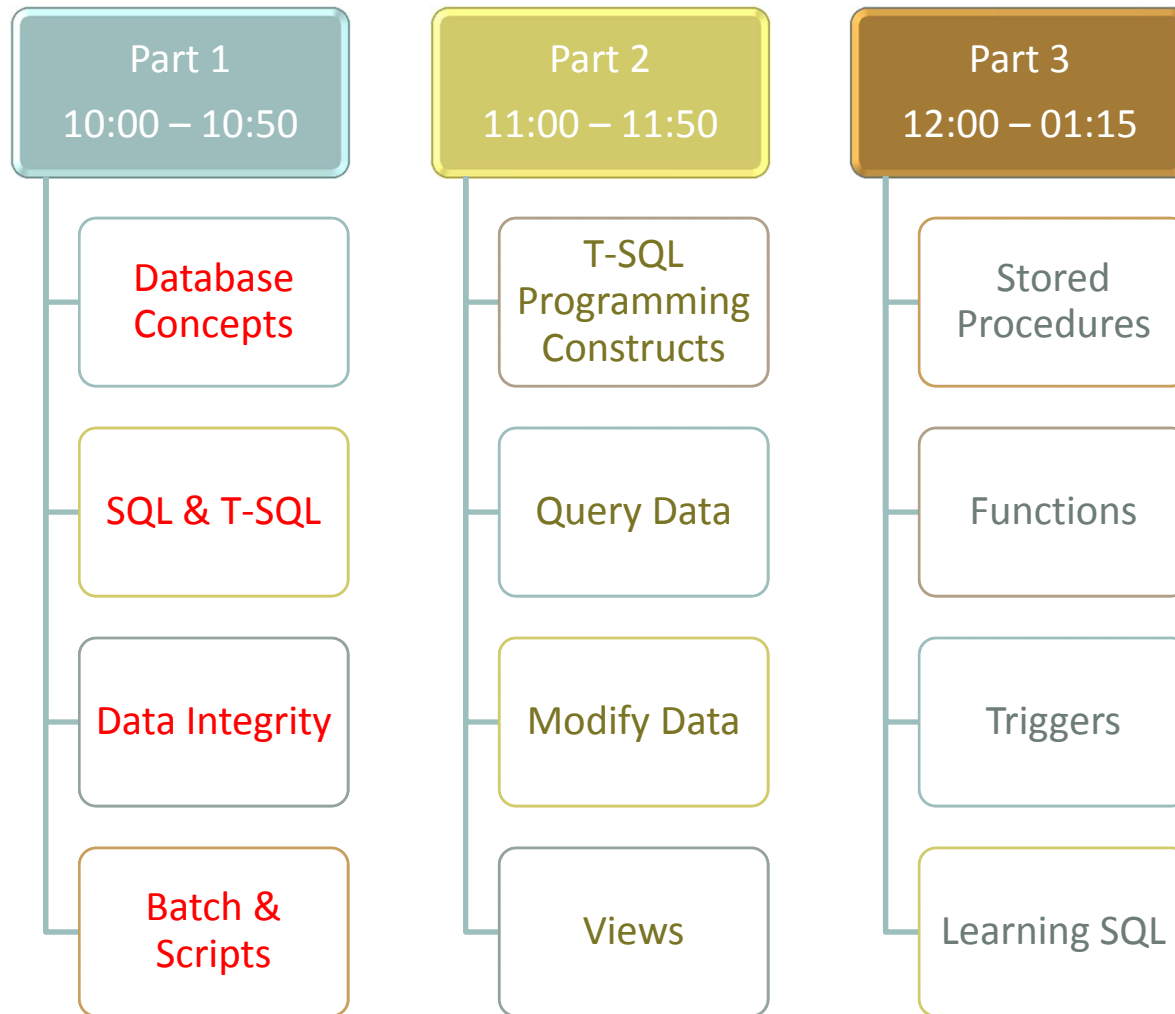 Part 1
10:00 – 10:50
Database
Concepts
SQL & T-SQL
Data Integrity
Batch &
Scripts
Part 2
11:00 – 11:50
T-SQL
Programming
Constructs
Query Data
Modify Data
Views
Part 3
12:00 – 01:15
Stored
Procedures
Functions
Triggers
Learning SQL